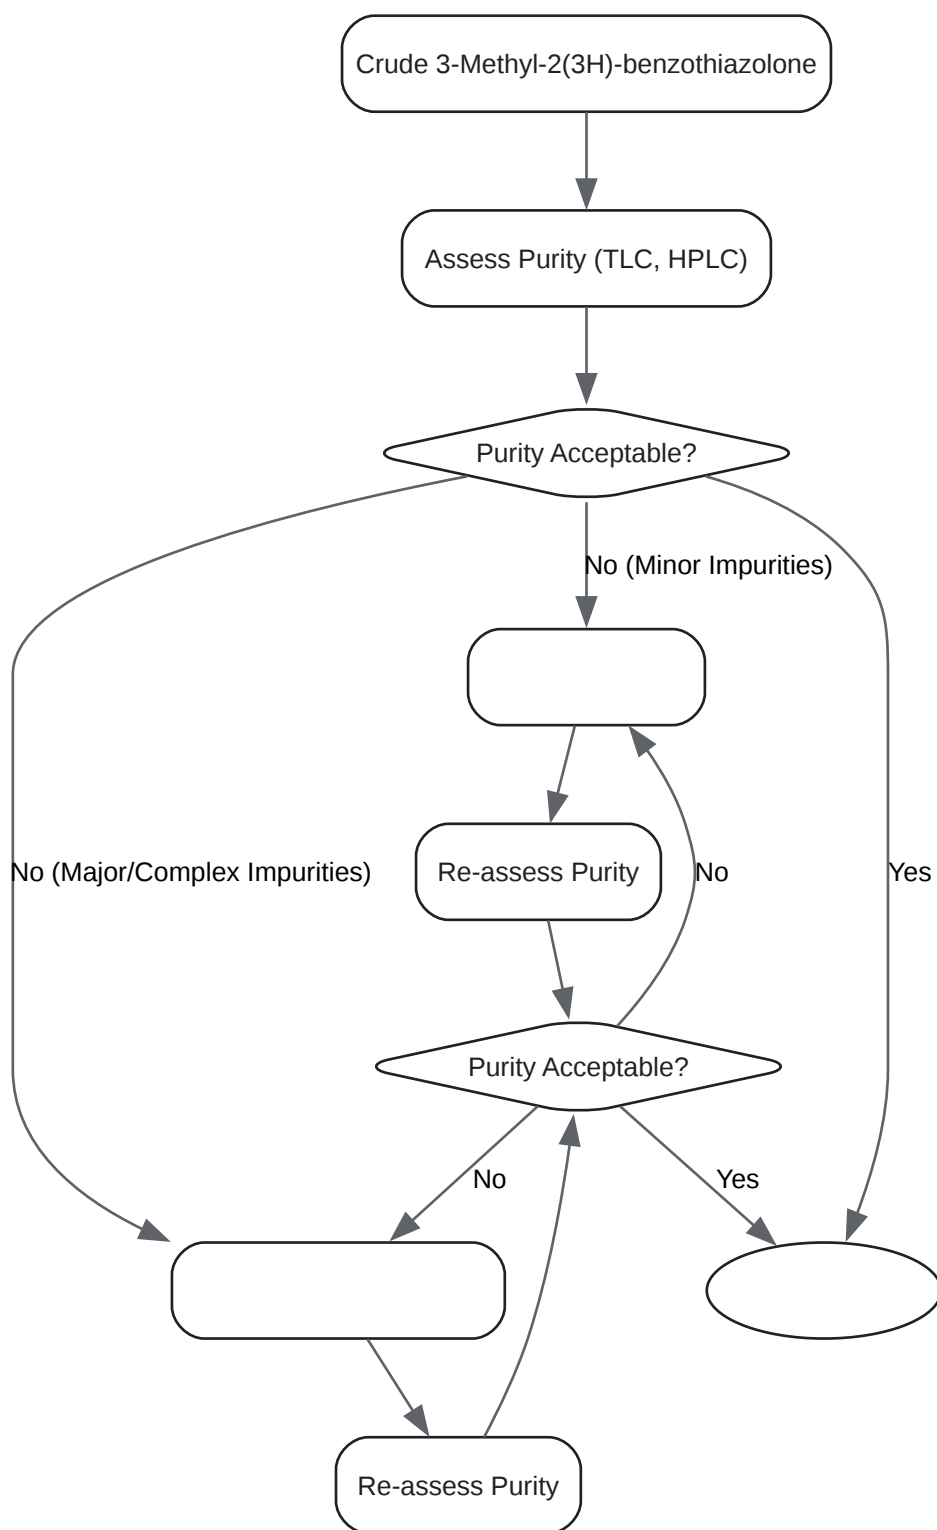 Crude 3-Methyl-2(3H)-benzothiazolone
Assess Purity (TLC, HPLC)
Purity Acceptable?
No (Minor Impurities)
No (Major/Complex Impurities)
Re-assess Purity
No
Yes
Purity Acceptable?
No
Yes
Re-assess Purity